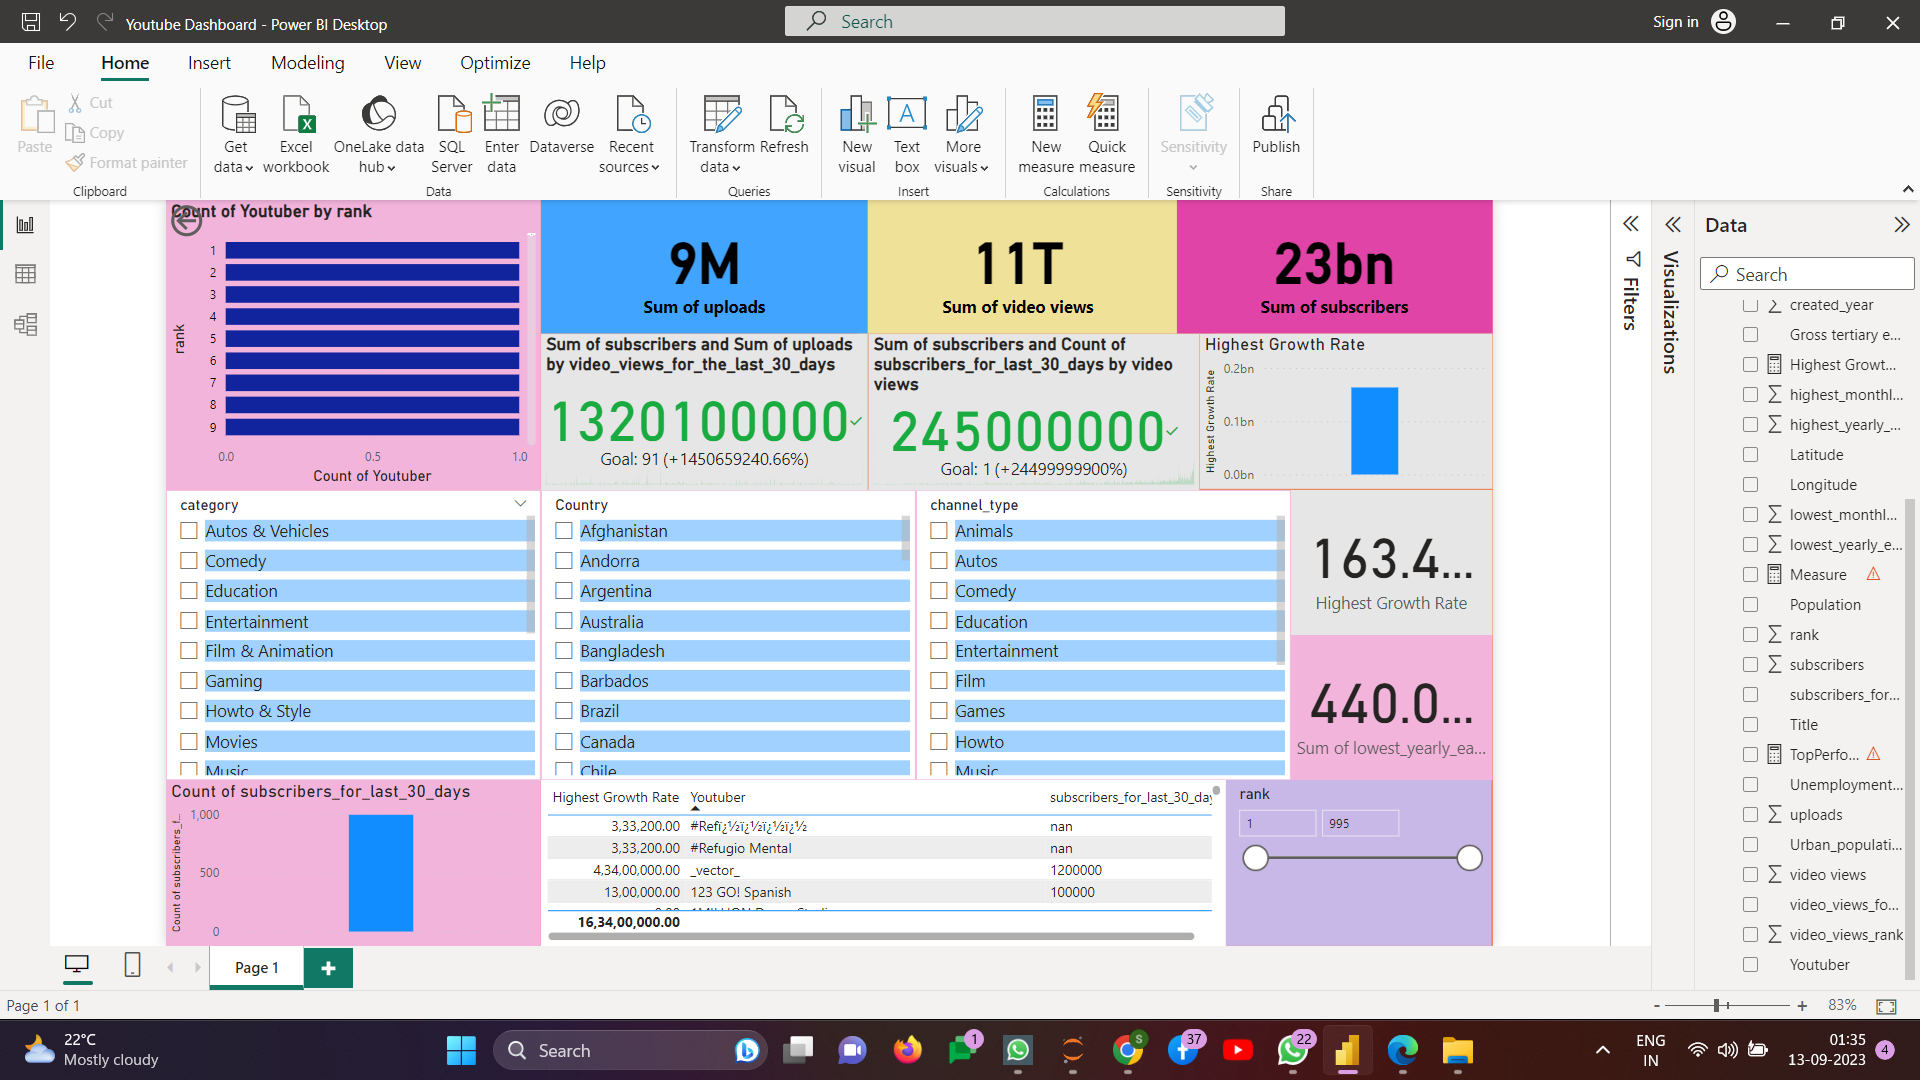 Youtube Dashboard - Power BI Desktop
Search
Sign in
File
Home
Insert
Modeling
View
Optimize
Help
Paste
Cut
Copy
Format painter
Clipboard
Get data
Excel workbook
OneLake data hub
SQL Server
Enter data
Dataverse
Recent sources
Data
Transform data
Refresh
Queries
New visual
Text box
More visuals
Insert
New measure
Quick measure
Calculations
Sensitivity
Sensitivity
Publish
Share
Count of Youtuber by rank
rank
1
2
3
4
5
6
7
8
9
0.0
0.5
1.0
Count of Youtuber
9M
Sum of uploads
11T
Sum of video views
23bn
Sum of subscribers
Sum of subscribers and Sum of uploads
by video_views_for_the_last_30_days
1320100000
Goal: 91 (+1450659240.66%)
Sum of subscribers and Count of
subscribers_for_last_30_days by video
views
245000000
Goal: 1 (+24499999900%)
Highest Growth Rate
Highest Growth Rate
0.2bn
0.1bn
0.0bn
category
Autos & Vehicles
Comedy
Education
Entertainment
Film & Animation
Gaming
Howto & Style
Movies
Music
Country
Afghanistan
Andorra
Argentina
Australia
Bangladesh
Barbados
Brazil
Canada
Chile
channel_type
Animals
Autos
Comedy
Education
Entertainment
Film
Games
Howto
Music
163.4...
Highest Growth Rate
440.0...
Sum of lowest_yearly_ea...
Count of subscribers_for_last_30_days
Count of subscribers_f...
1,000
500
0
Highest Growth Rate Youtuber subscribers_for_last_30_day
3,33,200.00 #Refï¿½ï¿½ï¿½ï¿½ nan
3,33,200.00 #Refugio Mental nan
4,34,00,000.00 _vector_ 1200000
13,00,000.00 123 GO! Spanish 100000
16,34,00,000.00
rank
1
995
Filters
Visualizations
Data
Search
created_year
Gross tertiary e...
Highest Growt...
highest_monthl...
highest_yearly_...
Latitude
Longitude
lowest_monthl...
lowest_yearly_e...
Measure
Population
rank
subscribers
subscribers_for...
Title
TopPerfo...
Unemployment...
uploads
Urban_populati...
video views
video_views_fo...
video_views_rank
Youtuber
Page 1
+
Page 1 of 1
- + 83%
22°C
Mostly cloudy
Search
1
S
37
22
ENG
IN
01:35
13-09-2023
4